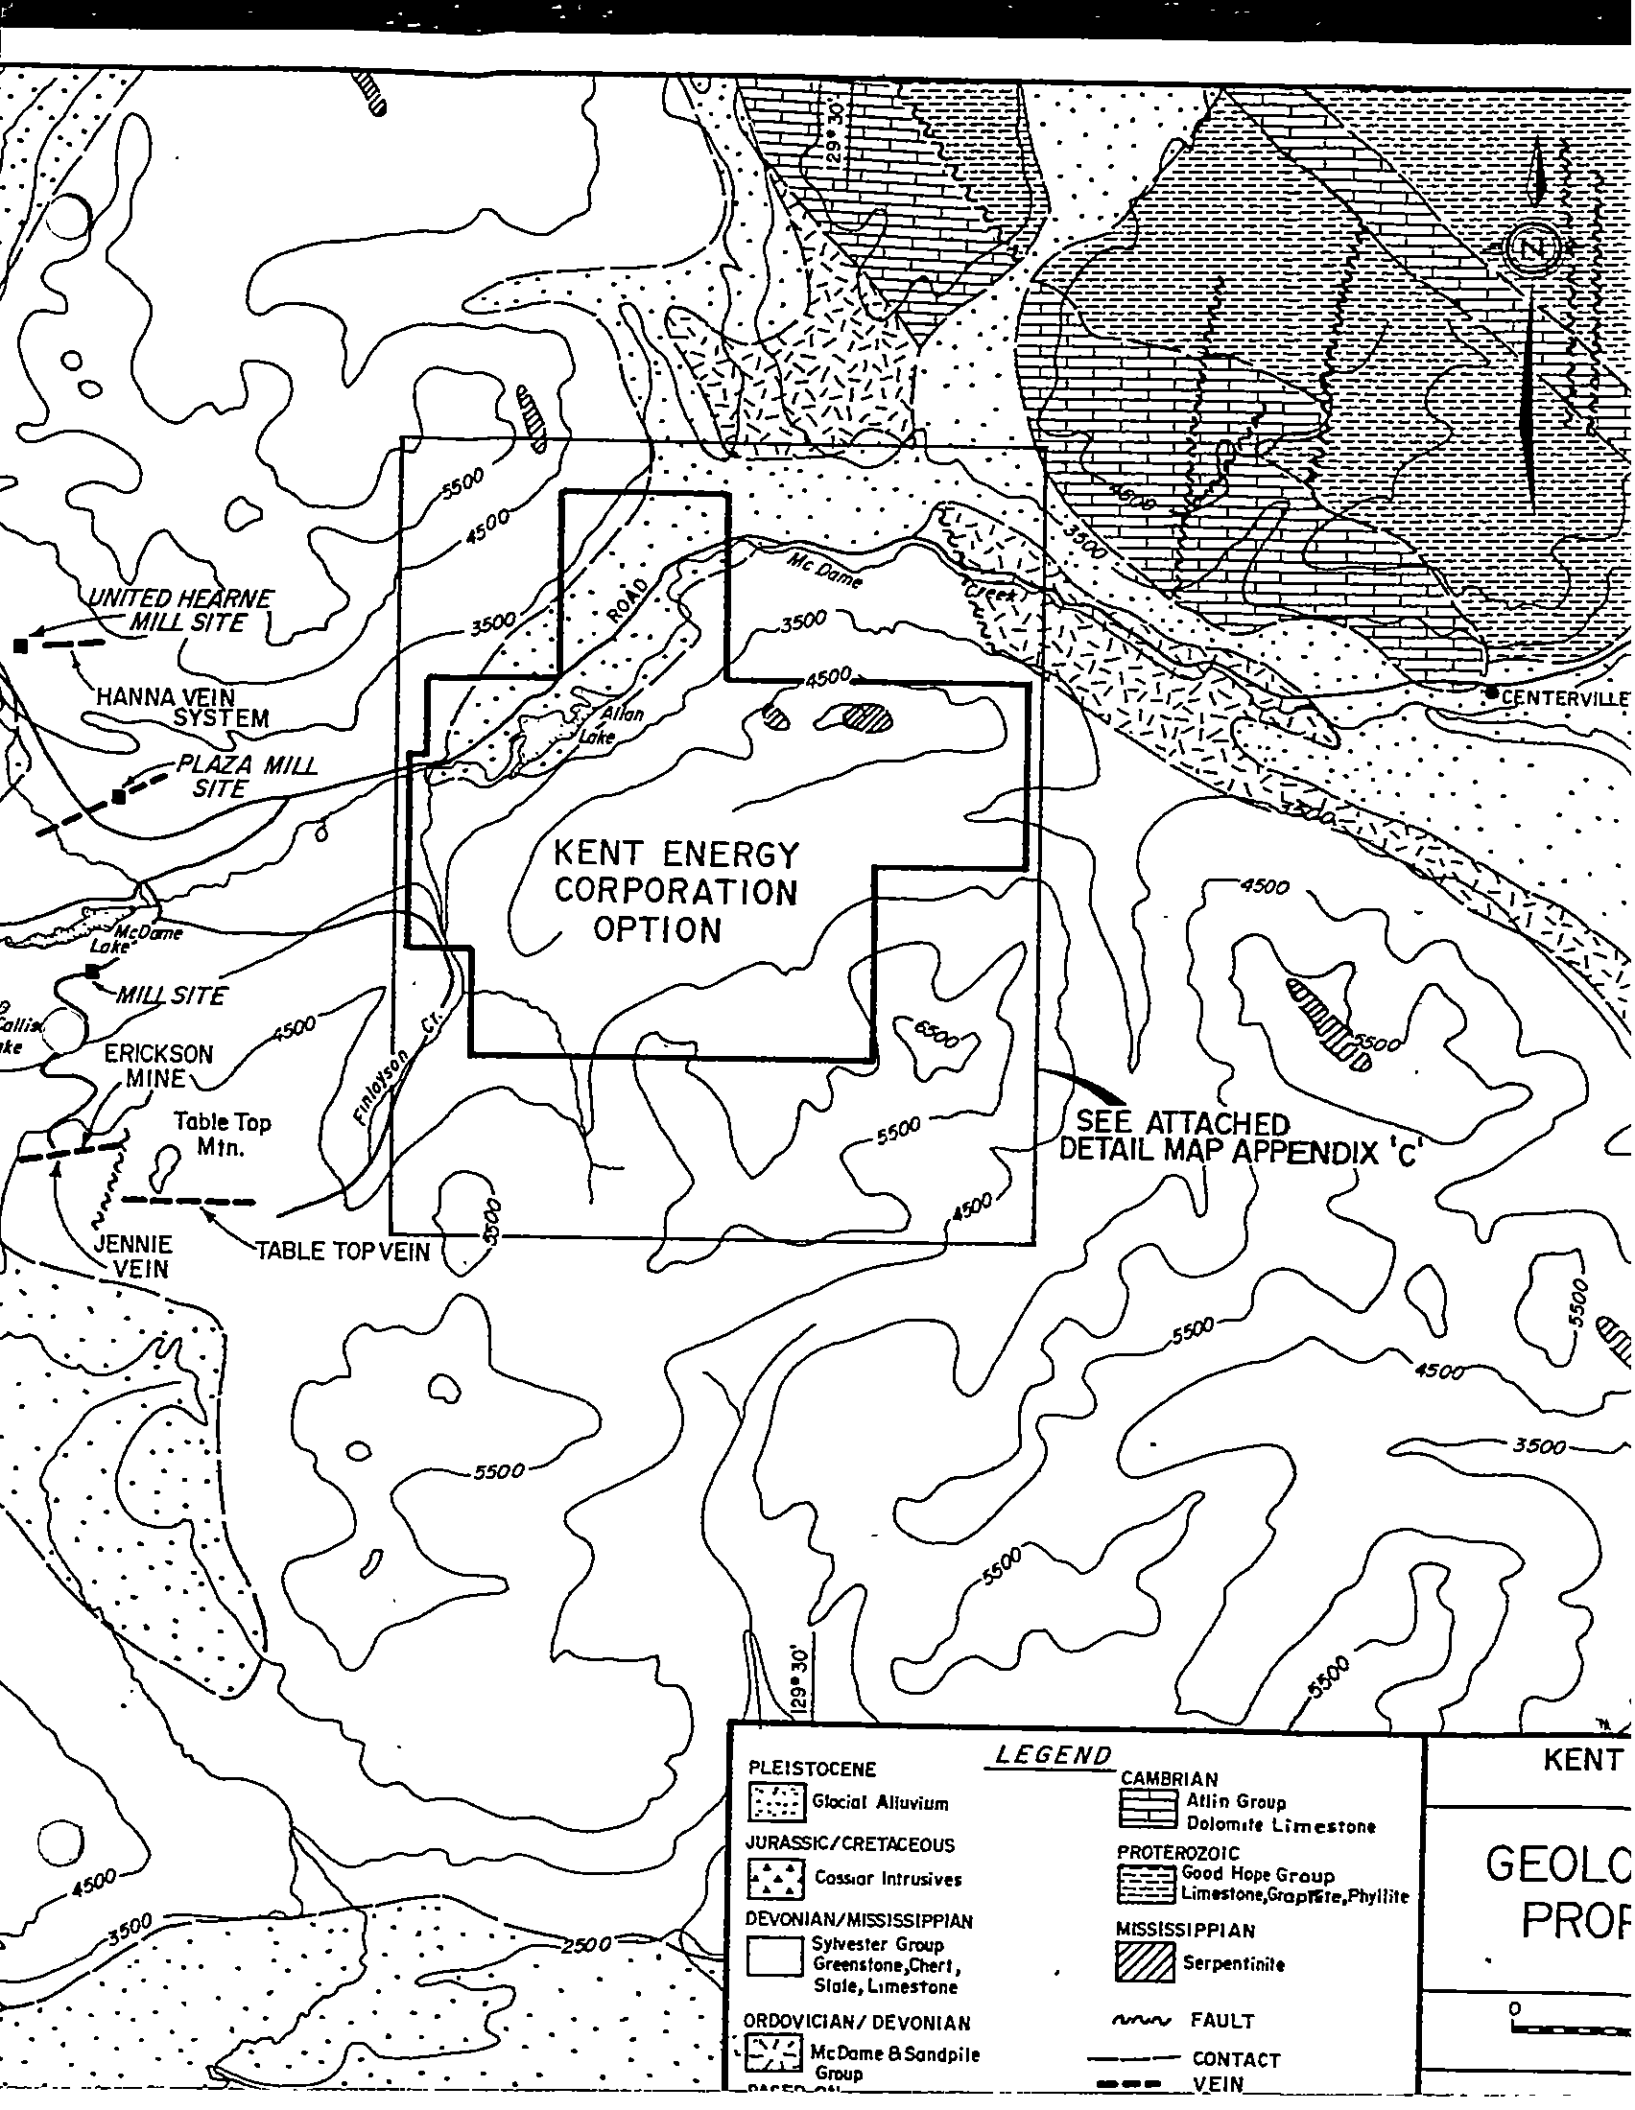 129° 30'
N
5500
4500
3500
ROAD
Mc Dame
Creek
3500
4500
3500
UNITED HEARNE
MILL SITE
HANNA VEIN
SYSTEM
4500
Allan
Lake
CENTERVILLE
PLAZA MILL
SITE
3500
KENT ENERGY
CORPORATION
OPTION
4500
McDame
Lake
MILL SITE
4500
Finlayson Cr.
6500
5500
ERICKSON
MINE
Table Top
Mtn.
5500
SEE ATTACHED
DETAIL MAP APPENDIX 'C'
4500
5500
JENNIE
VEIN
TABLE TOP VEIN
5500
5500
4500
3500
5500
5500
5500
129° 30'
4500
3500
2500
LEGEND
PLEISTOCENE
Glacial Alluvium
JURASSIC/CRETACEOUS
Cassiar Intrusives
DEVONIAN/MISSISSIPPIAN
Sylvester Group
Greenstone, Chert,
Slate, Limestone
ORDOVICIAN/DEVONIAN
McDame & Sandpile
Group
CAMBRIAN
Atlin Group
Dolomite Limestone
PROTEROZOIC
Good Hope Group
Limestone, Graphite, Phyllite
MISSISSIPPIAN
Serpentinite
FAULT
CONTACT
VEIN
KENT
GEOLO
PROP
0